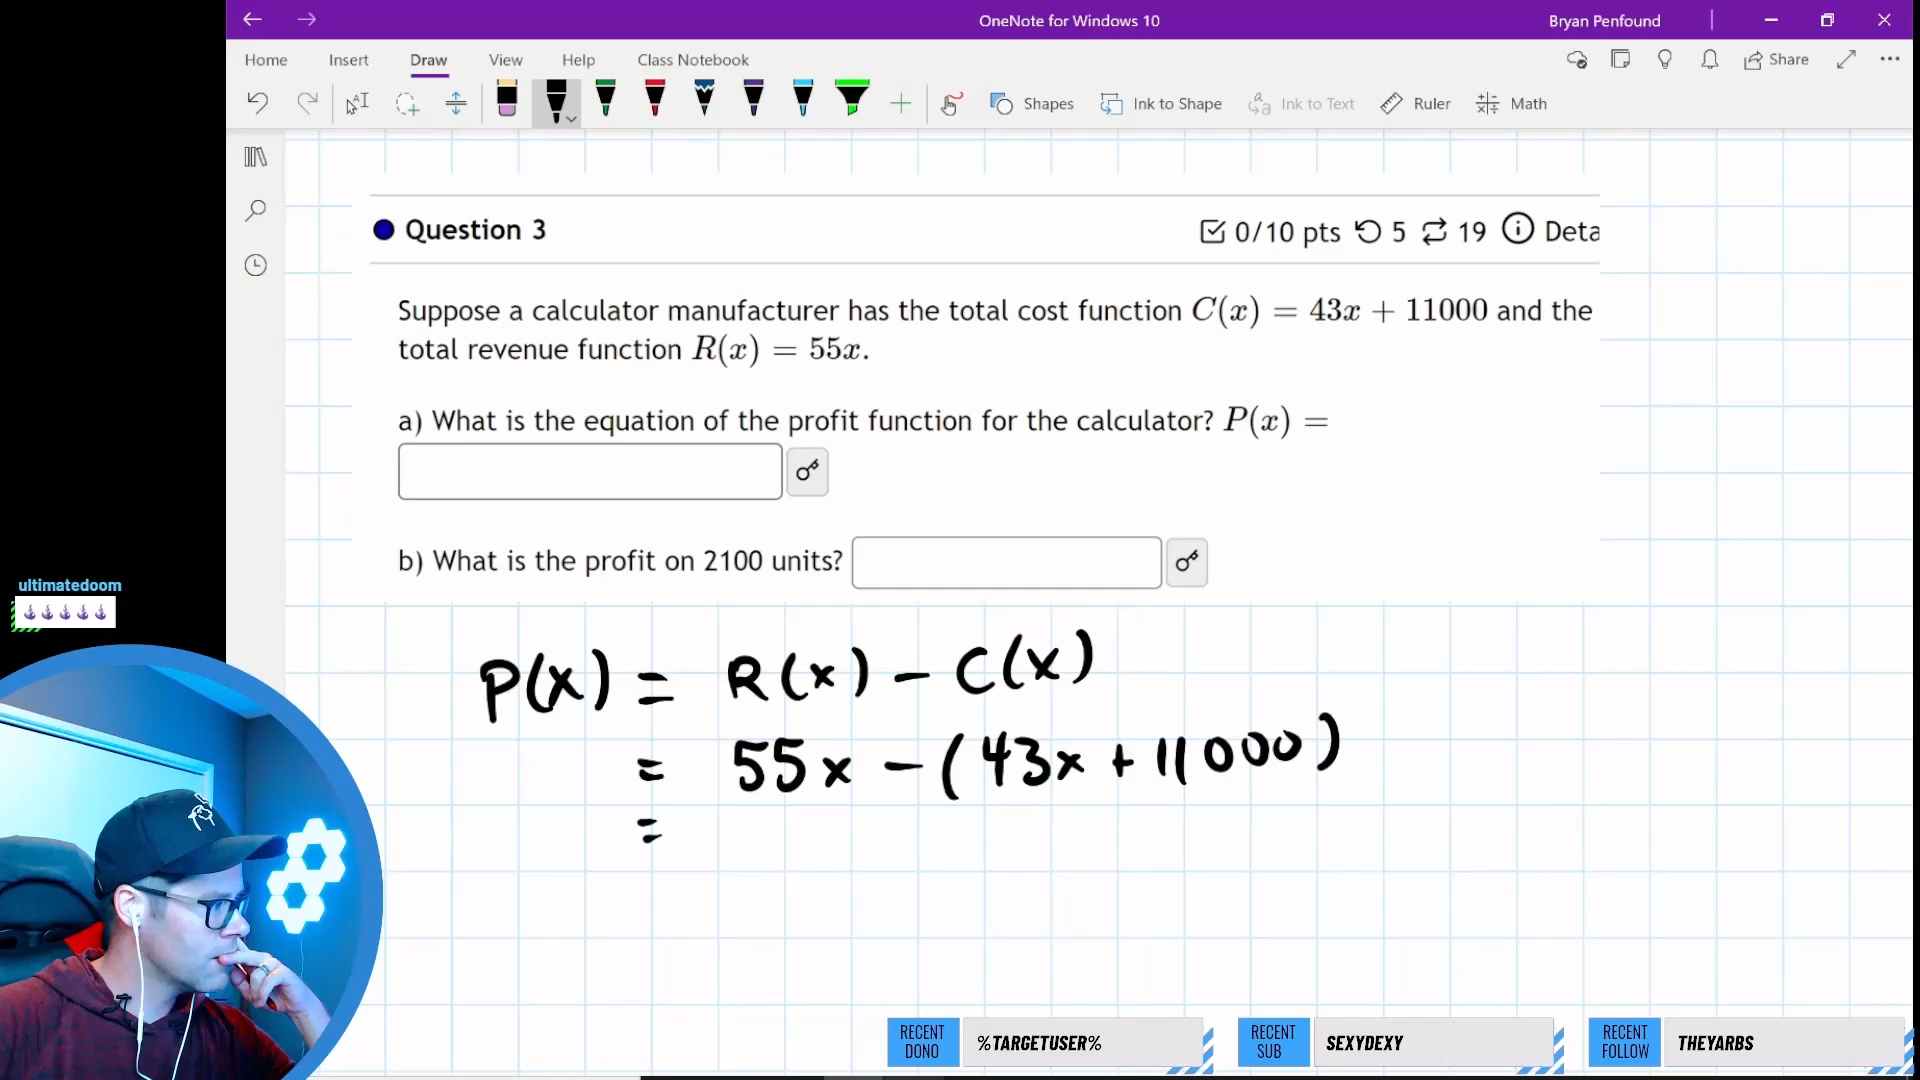 OneNote for Windows 10
Bryan Penfound
Home
Insert
Draw
View
Help
Class Notebook
Share
Shapes
Ink to Shape
Ink to Text
Ruler
Math
Question 3
0/10 pts 5 19 Deta
Suppose a calculator manufacturer has the total cost function C(x) = 43x + 11000 and the
total revenue function R(x) = 55x.
a) What is the equation of the profit function for the calculator? P(x) =
b) What is the profit on 2100 units?
ultimatedoom
P(x) = R(x) - C(x)
= 55x - (43x + 11000)
=
RECENT
DONO
%TARGETUSER%
RECENT
SUB
SEXYDEXY
RECENT
FOLLOW
THEYARBS